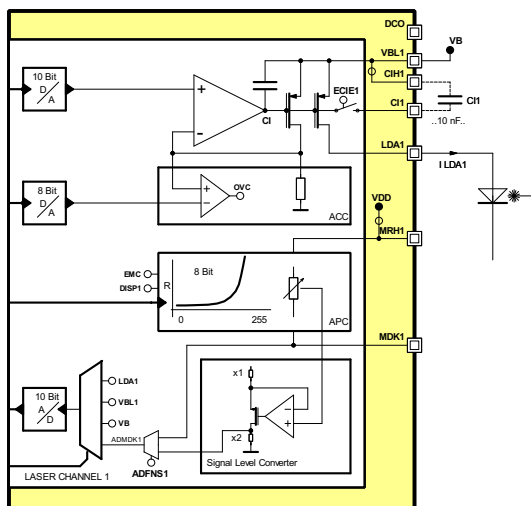 DCO
VBL1
VB
CIH1
10 Bit
D
A
+
-
CI
ECIE1
CI1
CI1
..10 nF..
LDA1
I LDA1
8 Bit
D
A
+
-
OVC
ACC
VDD
MRH1
EMC
DISP1
R
8 Bit
0
255
APC
MDK1
10 Bit
A
D
LDA1
VBL1
VB
ADMDK1
ADFNS1
x1
-
+
x2
Signal Level Converter
LASER CHANNEL 1